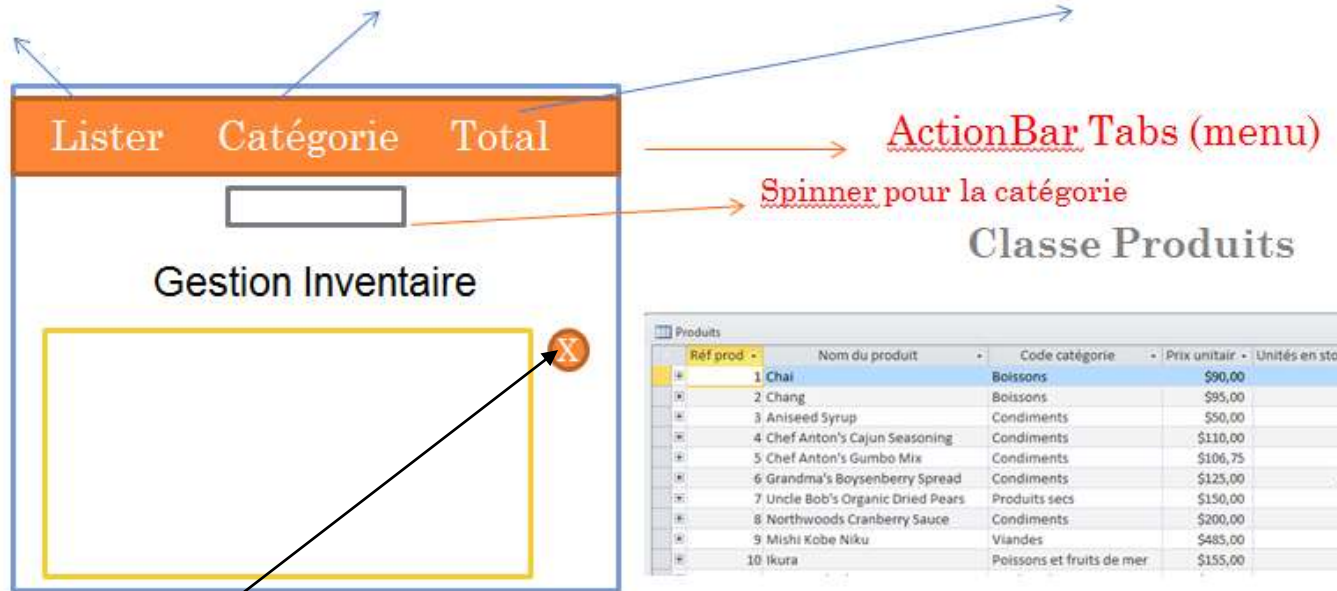 Lister Catégorie Total
ActionBar Tabs (menu)
Spinner pour la catégorie
Classe Produits
Gestion Inventaire
X
Produits
Réf prod Nom du produit Code catégorie Prix unitair Unités en sto
1 Chai Boissons $90,00
2 Chang Boissons $95,00
3 Aniseed Syrup Condiments $50,00
4 Chef Anton's Cajun Seasoning Condiments $110,00
5 Chef Anton's Gumbo Mix Condiments $106,75
6 Grandma's Boysenberry Spread Condiments $125,00
7 Uncle Bob's Organic Dried Pears Produits secs $150,00
8 Northwoods Cranberry Sauce Condiments $200,00
9 Mishi Kobe Niku Viandes $485,00
10 Ikura Poissons et fruits de mer $155,00